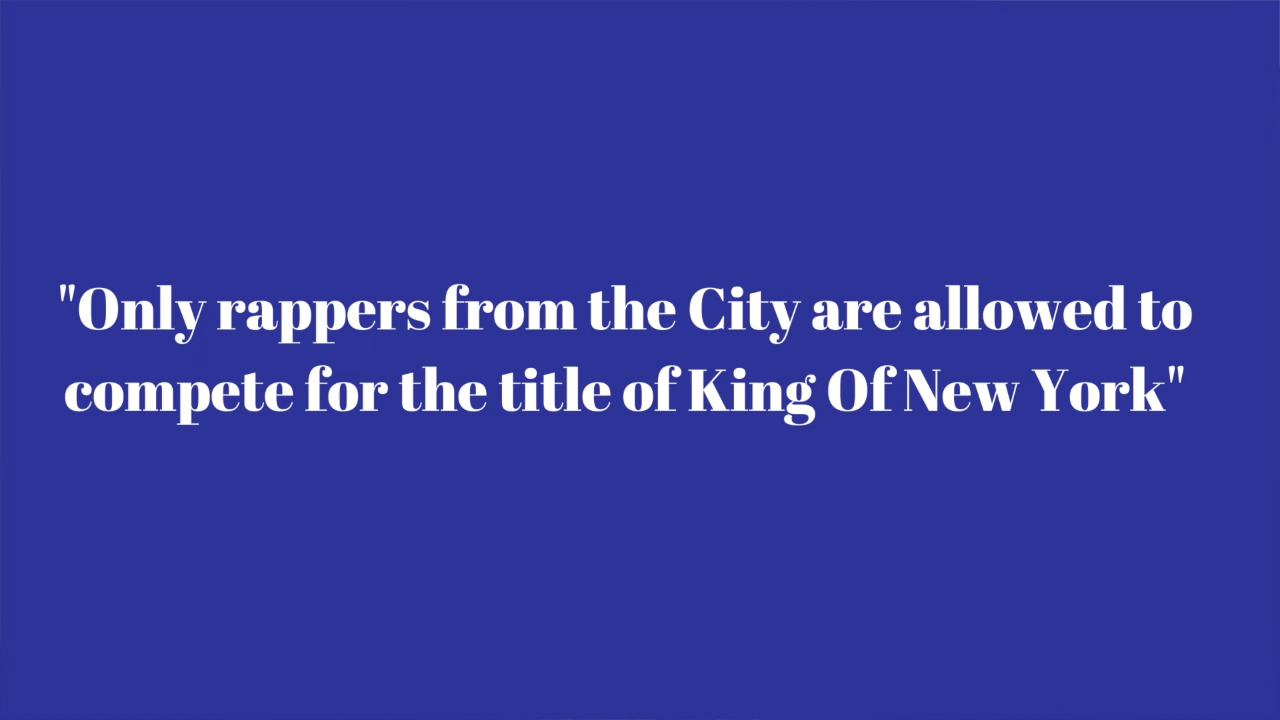 "Only rappers from the City are allowed to
compete for the title of King Of New York"